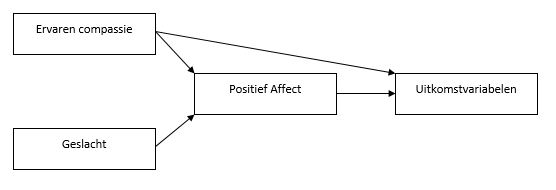 Ervaren compassie
Positief Affect
Uitkomstvariabelen
Geslacht